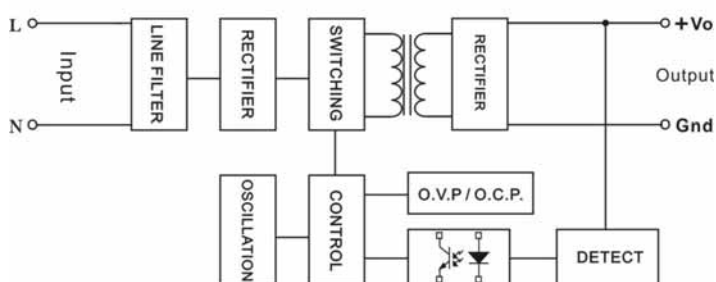 L
LINE FILTER
RECTIFIER
SWITCHING
RECTIFIER
+Vo
Input
Output
N
Gnd
OSCILLATION
CONTROL
O.V.P / O.C.P.
DETECT